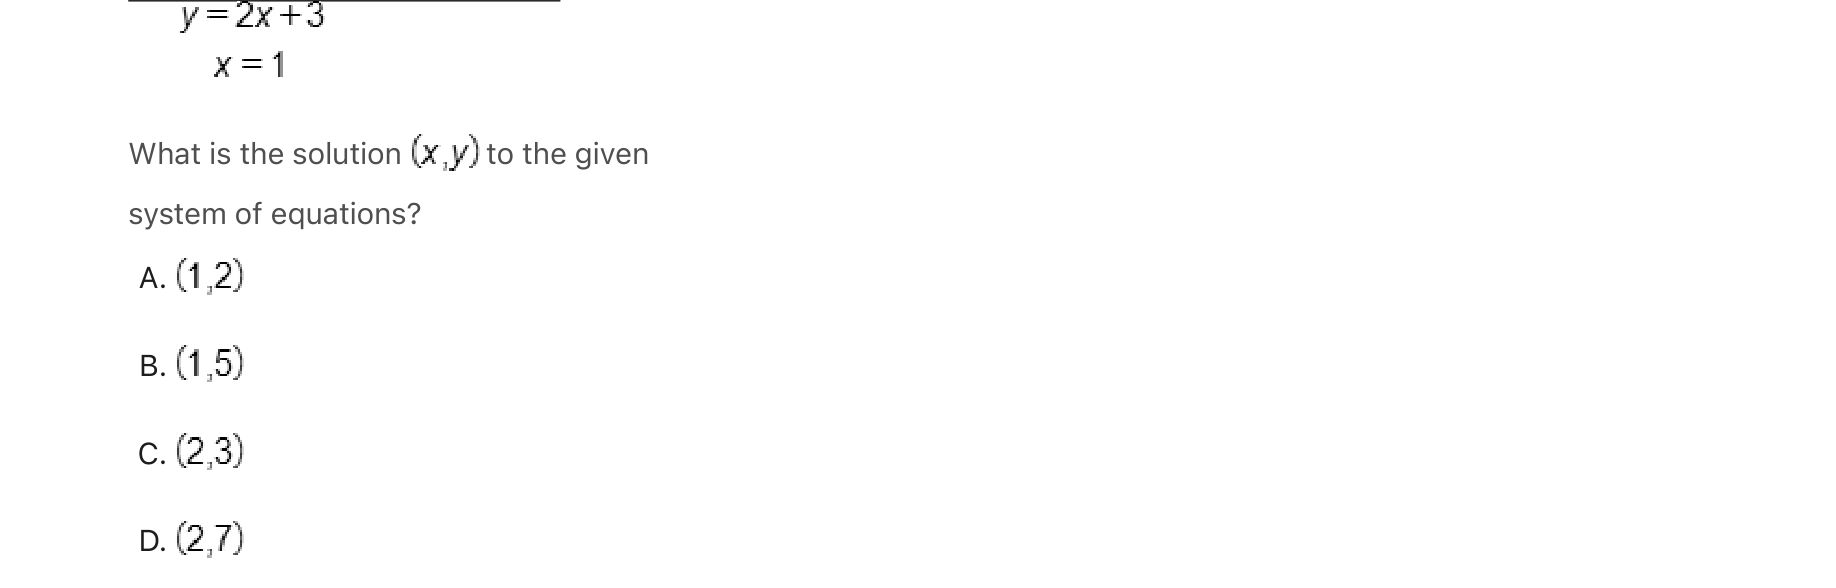 y=2x+3
x=1
What is the solution (x,y) to the given
system of equations?
A. (1,2)
B. (1,5)
C. (2,3)
D. (2,7)